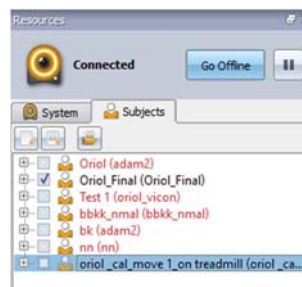 Resources
Connected
Go Offline
System
Subjects
Oriol (adam2)
Oriol_Final (Oriol_Final)
Test 1 (oriol_vicon)
bbkk_nmal (bbkk_nmal)
bk (adam2)
nn (nn)
oriol _cal_move 1_on treadmill (oriol _ca...